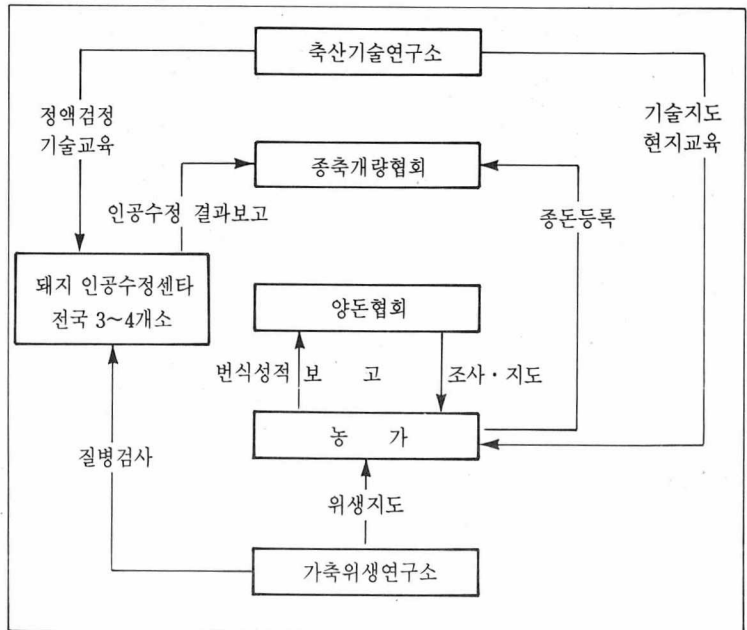 축산기술연구소
정액검정
기술교육
기술지도
현지교육
종축개량협회
인공수정 결과보고
종돈등록
돼지 인공수정센타
전국 3~4개소
양돈협회
번식성적 보 고
조사·지도
농 가
질병검사
위생지도
가축위생연구소